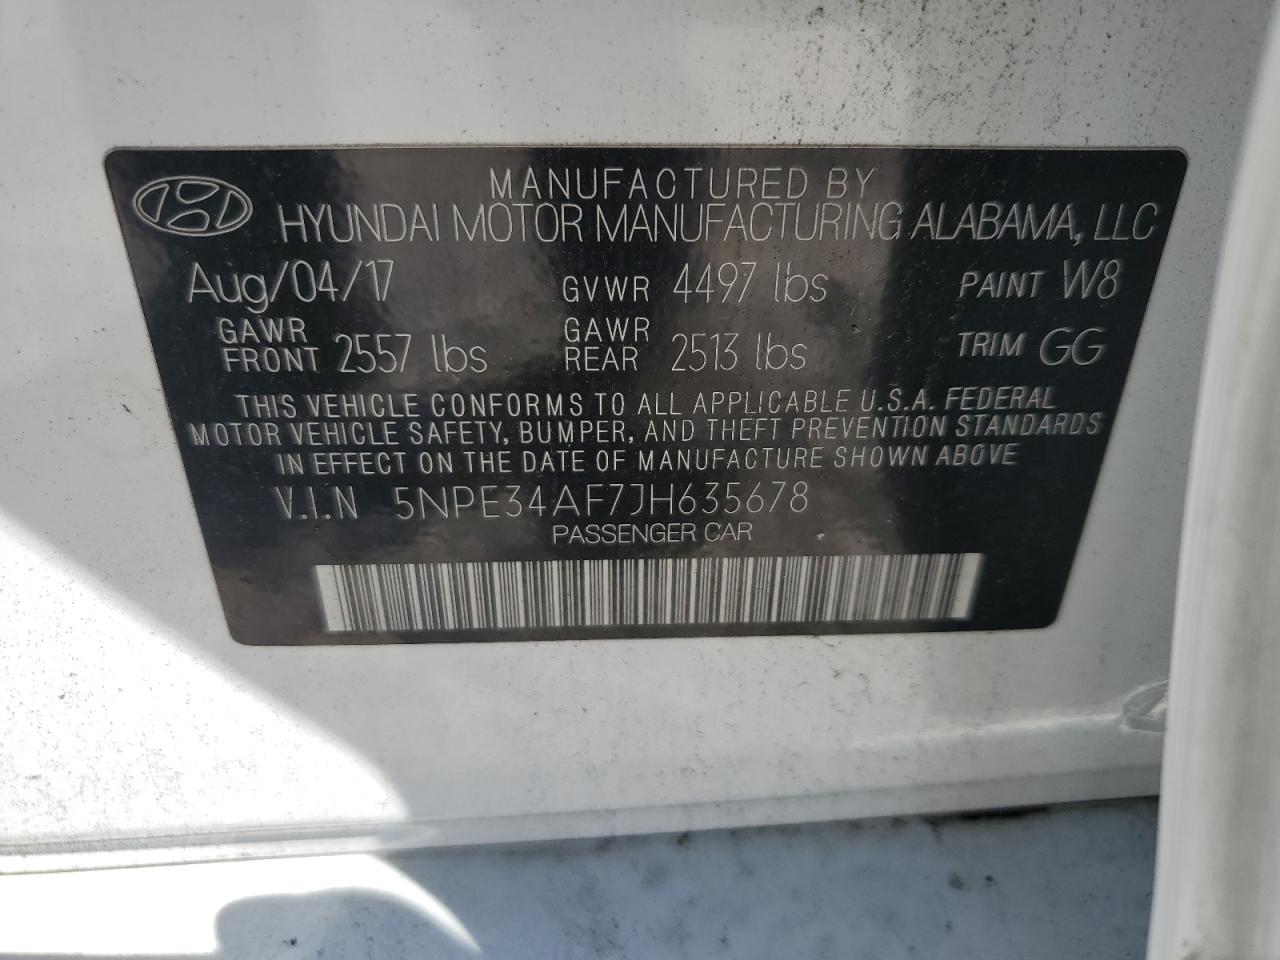 MANUFACTURED BY
HYUNDAI MOTOR MANUFACTURING ALABAMA, LLC
Aug/04/17 GVWR 4497 lbs PAINT W8
GAWR FRONT 2557 lbs GAWR REAR 2513 lbs TRIM GG
THIS VEHICLE CONFORMS TO ALL APPLICABLE U.S.A. FEDERAL
MOTOR VEHICLE SAFETY, BUMPER, AND THEFT PREVENTION STANDARDS
IN EFFECT ON THE DATE OF MANUFACTURE SHOWN ABOVE
V.I.N 5NPE34AF7JH635678
PASSENGER CAR